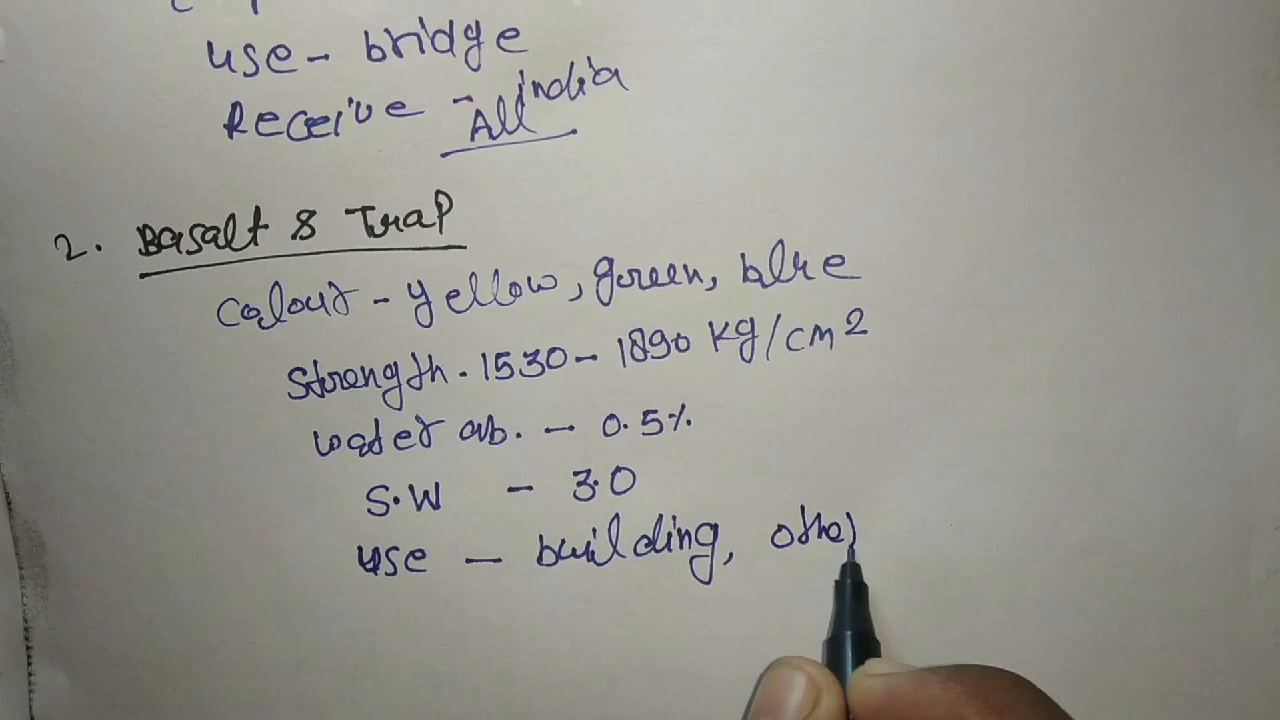 use - bridge
Receive - All india
2. Basalt & Trap
Colour - yellow, green, blue
Strength - 1530 - 1890 kg/cm2
water ab. - 0.5%
S.W - 3.0
use - building, othe